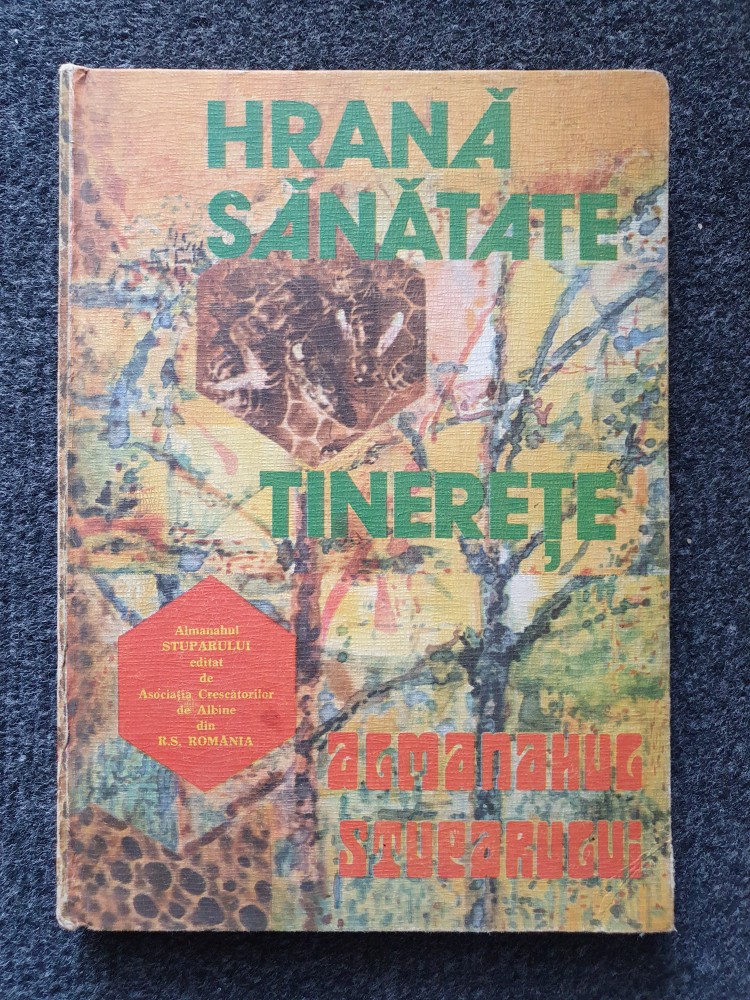 HRANĂ
SĂNĂTATE
TINEREȚE
Almanahul
STUPARULUI
editat
de
Asociația Crescătorilor
de Albine
din
R.S. ROMÂNIA
ALMANAHUL
STUPARULUI